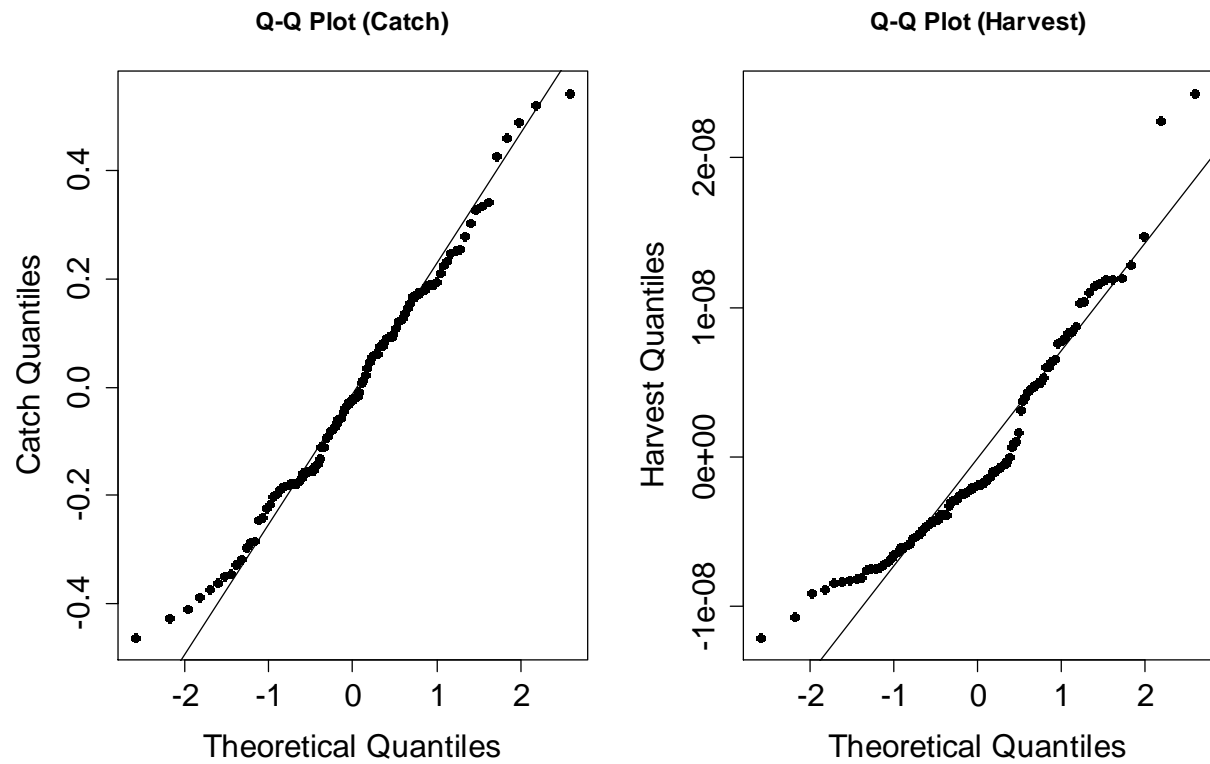 Q-Q Plot (Catch)
Catch Quantiles
0.4
0.2
0.0
-0.2
-0.4
-2 -1 0 1 2
Theoretical Quantiles
Q-Q Plot (Harvest)
Harvest Quantiles
2e-08
1e-08
0e+00
-1e-08
-2 -1 0 1 2
Theoretical Quantiles